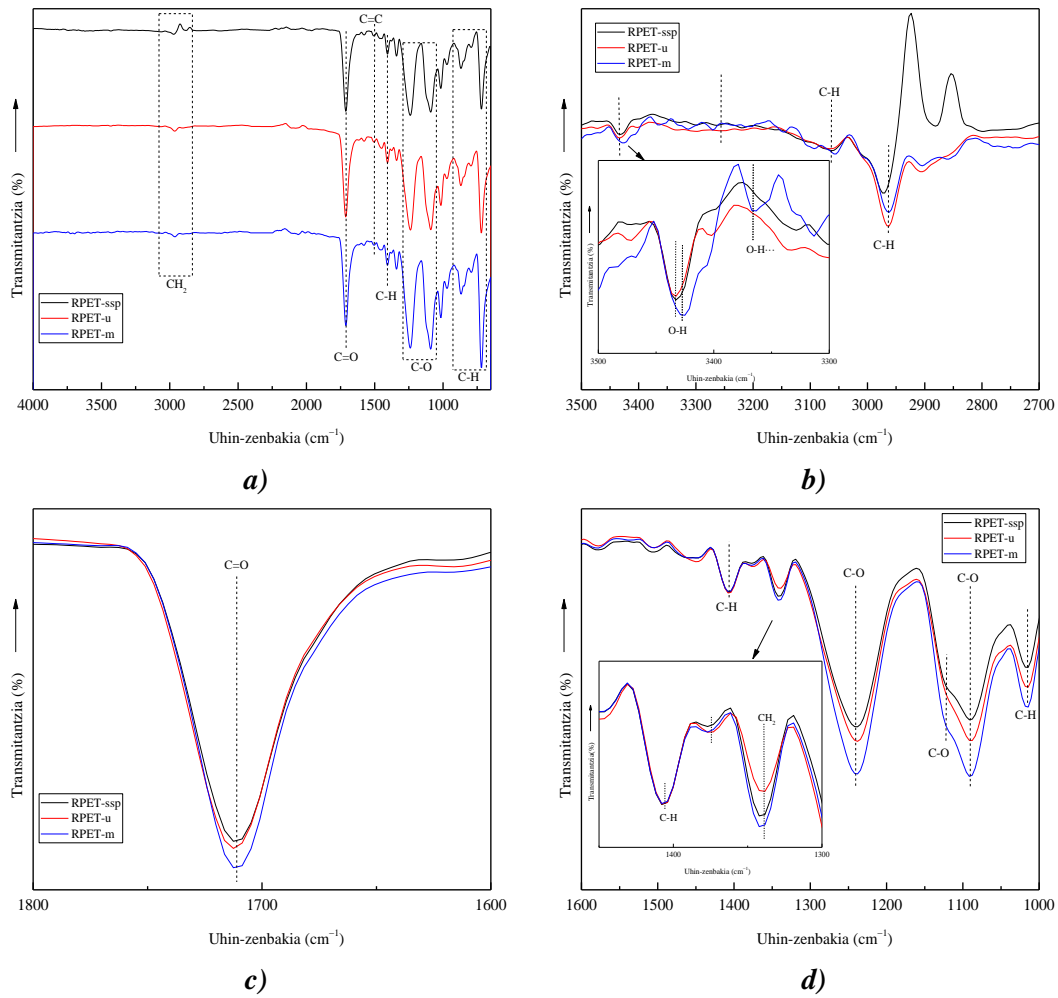 C=C
Transmitantzia (%)
CH₂
RPET-ssp
RPET-u
RPET-m
C=O
C-H
C-O
C-H
4000 3500 3000 2500 2000 1500 1000
Uhin-zenbakia (cm⁻¹)
a)
RPET-ssp
RPET-u
RPET-m
C-H
Transmitantzia (%)
C-H
Transmitantzia (%)
O-H···
O-H
3500 3400 3300
Uhin-zenbakia (cm⁻¹)
3500 3400 3300 3200 3100 3000 2900 2800 2700
Uhin-zenbakia (cm⁻¹)
b)
C=O
Transmitantzia (%)
RPET-ssp
RPET-u
RPET-m
1800 1700 1600
Uhin-zenbakia (cm⁻¹)
c)
RPET-ssp
RPET-u
RPET-m
C-O C-O
C-H
Transmitantzia (%)
C-H
C-O
Transmitantzia(%)
CH₂
C-H
1400 1300
Uhin-zenbakia (cm⁻¹)
1600 1500 1400 1300 1200 1100 1000
Uhin-zenbakia (cm⁻¹)
d)